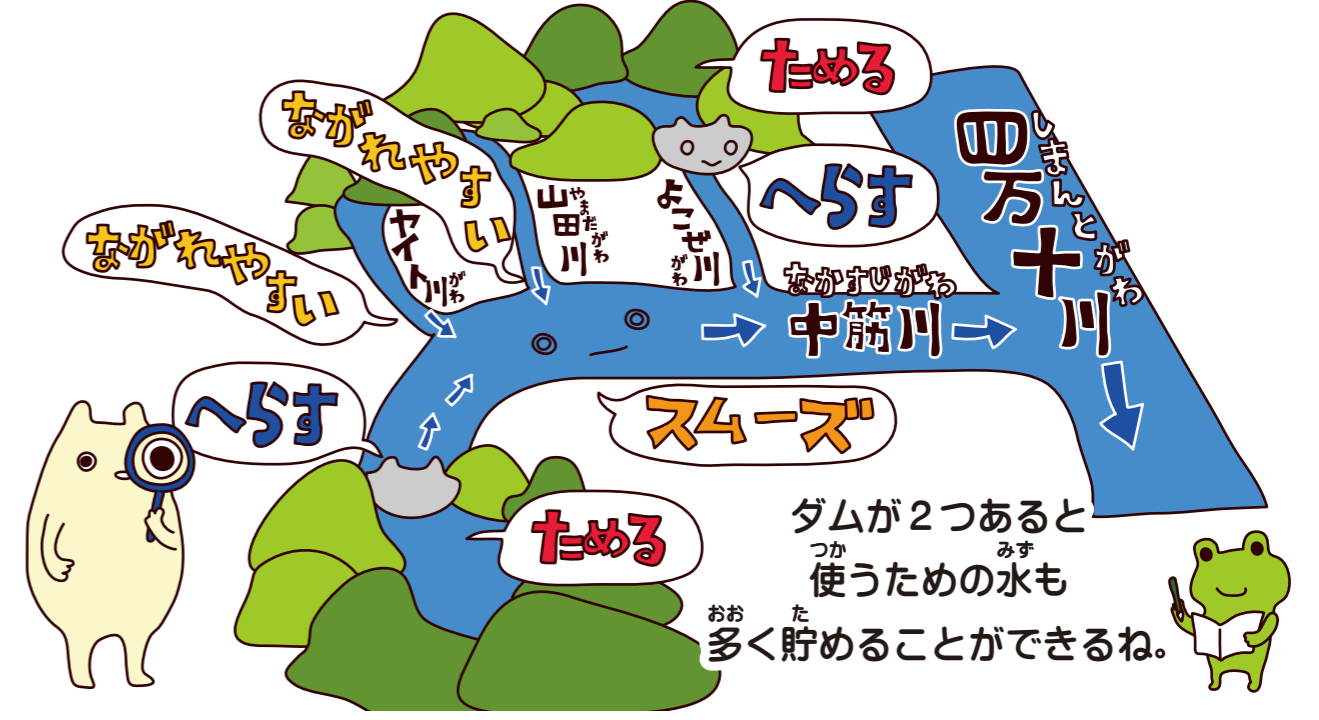 ためる
へらす
ながれやすい
ながれやすい
ヤイト川
がわ
山田川
やまだがわ
よこぜ川
がわ
なかすじがわ
中筋川
四万十川
しまんとがわ
スムーズ
へらす
ためる
ダムが2つあると
つか みず
使うための水も
おお た
多く貯めることができるね。